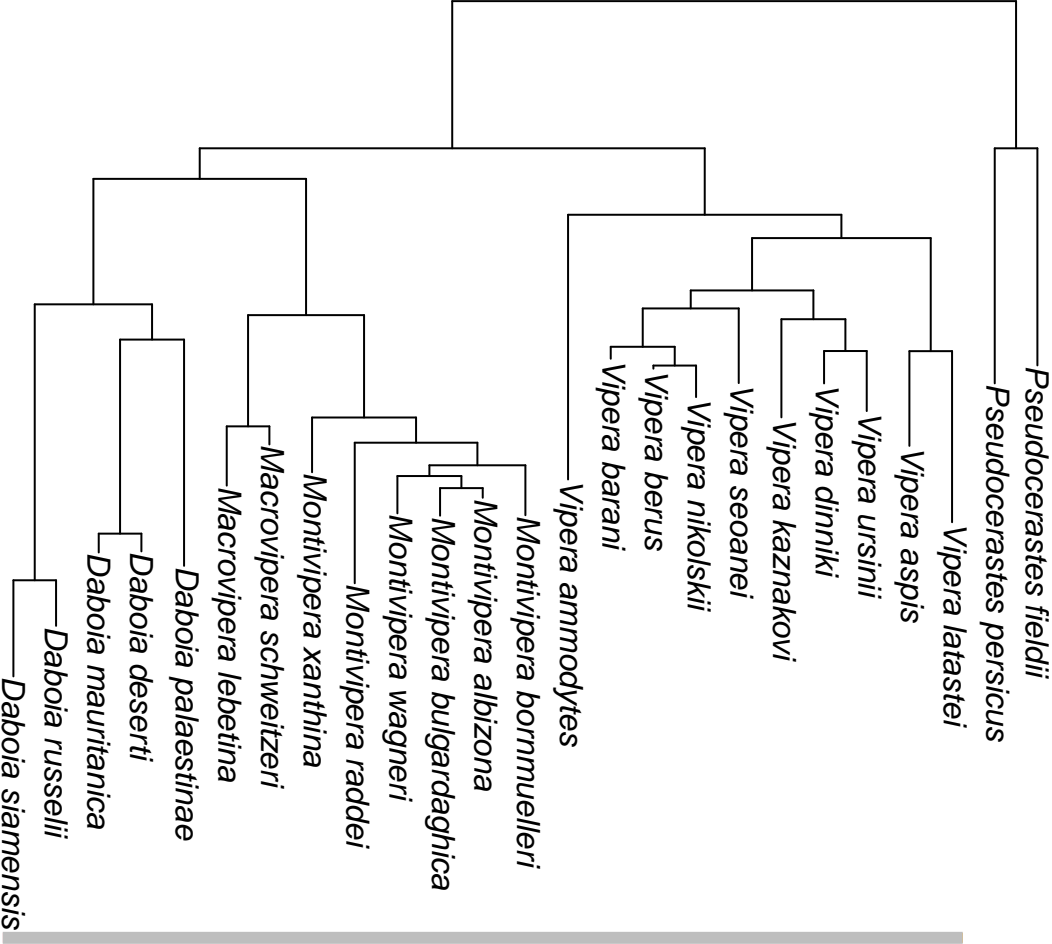 Pseudocerastes fieldii
Pseudocerastes persicus
Vipera latastei
Vipera aspis
Vipera ursinii
Vipera dinniki
Vipera kaznakovi
Vipera seoanei
Vipera nikolskii
Vipera berus
Vipera barani
Vipera ammodytes
Montivipera bornmuelleri
Montivipera albizona
Montivipera bulgardaghica
Montivipera wagneri
Montivipera raddei
Montivipera xanthina
Macrovipera schweitzeri
Macrovipera lebetina
Daboia palaestinae
Daboia deserti
Daboia mauritanica
Daboia russelii
Daboia siamensis